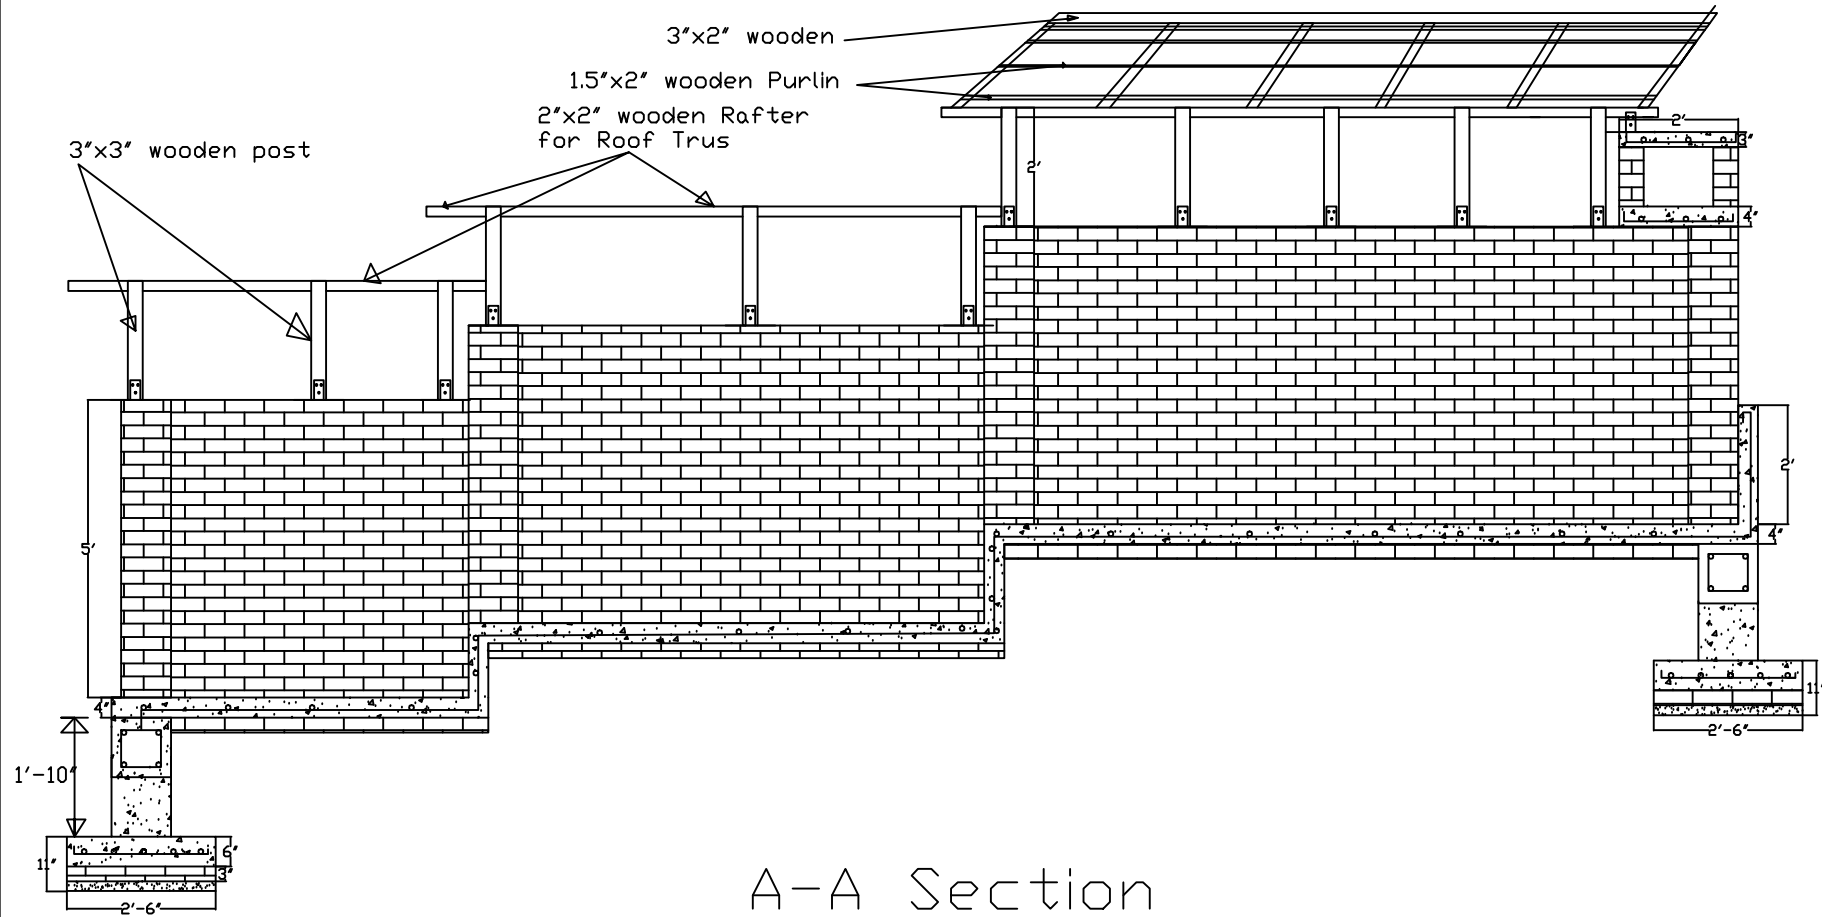 3"x2" wooden
1.5"x2" wooden Purlin
2"x2" wooden Rafter
for Roof Trus
3"x3" wooden post
2'
3"
2'
4"
2'
5'
4"
4"
1'-10"
11"
2'-6"
11"
6"
3"
2'-6"
A-A Section